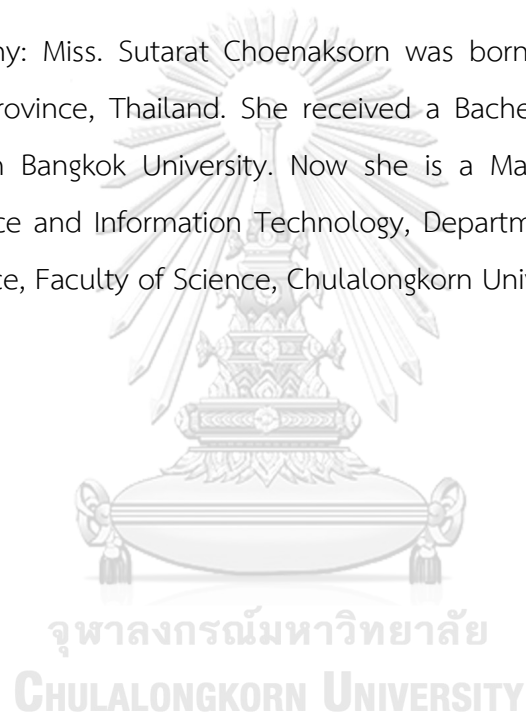 ny: Miss. Sutarat Choenaksorn was born
rovince, Thailand. She received a Bache
n Bangkok University. Now she is a Ma
ce and Information Technology, Departm
ce, Faculty of Science, Chulalongkorn Univ
จุฬาลงกรณ์มหาวิทยาลัย
CHULALONGKORN UNIVERSITY